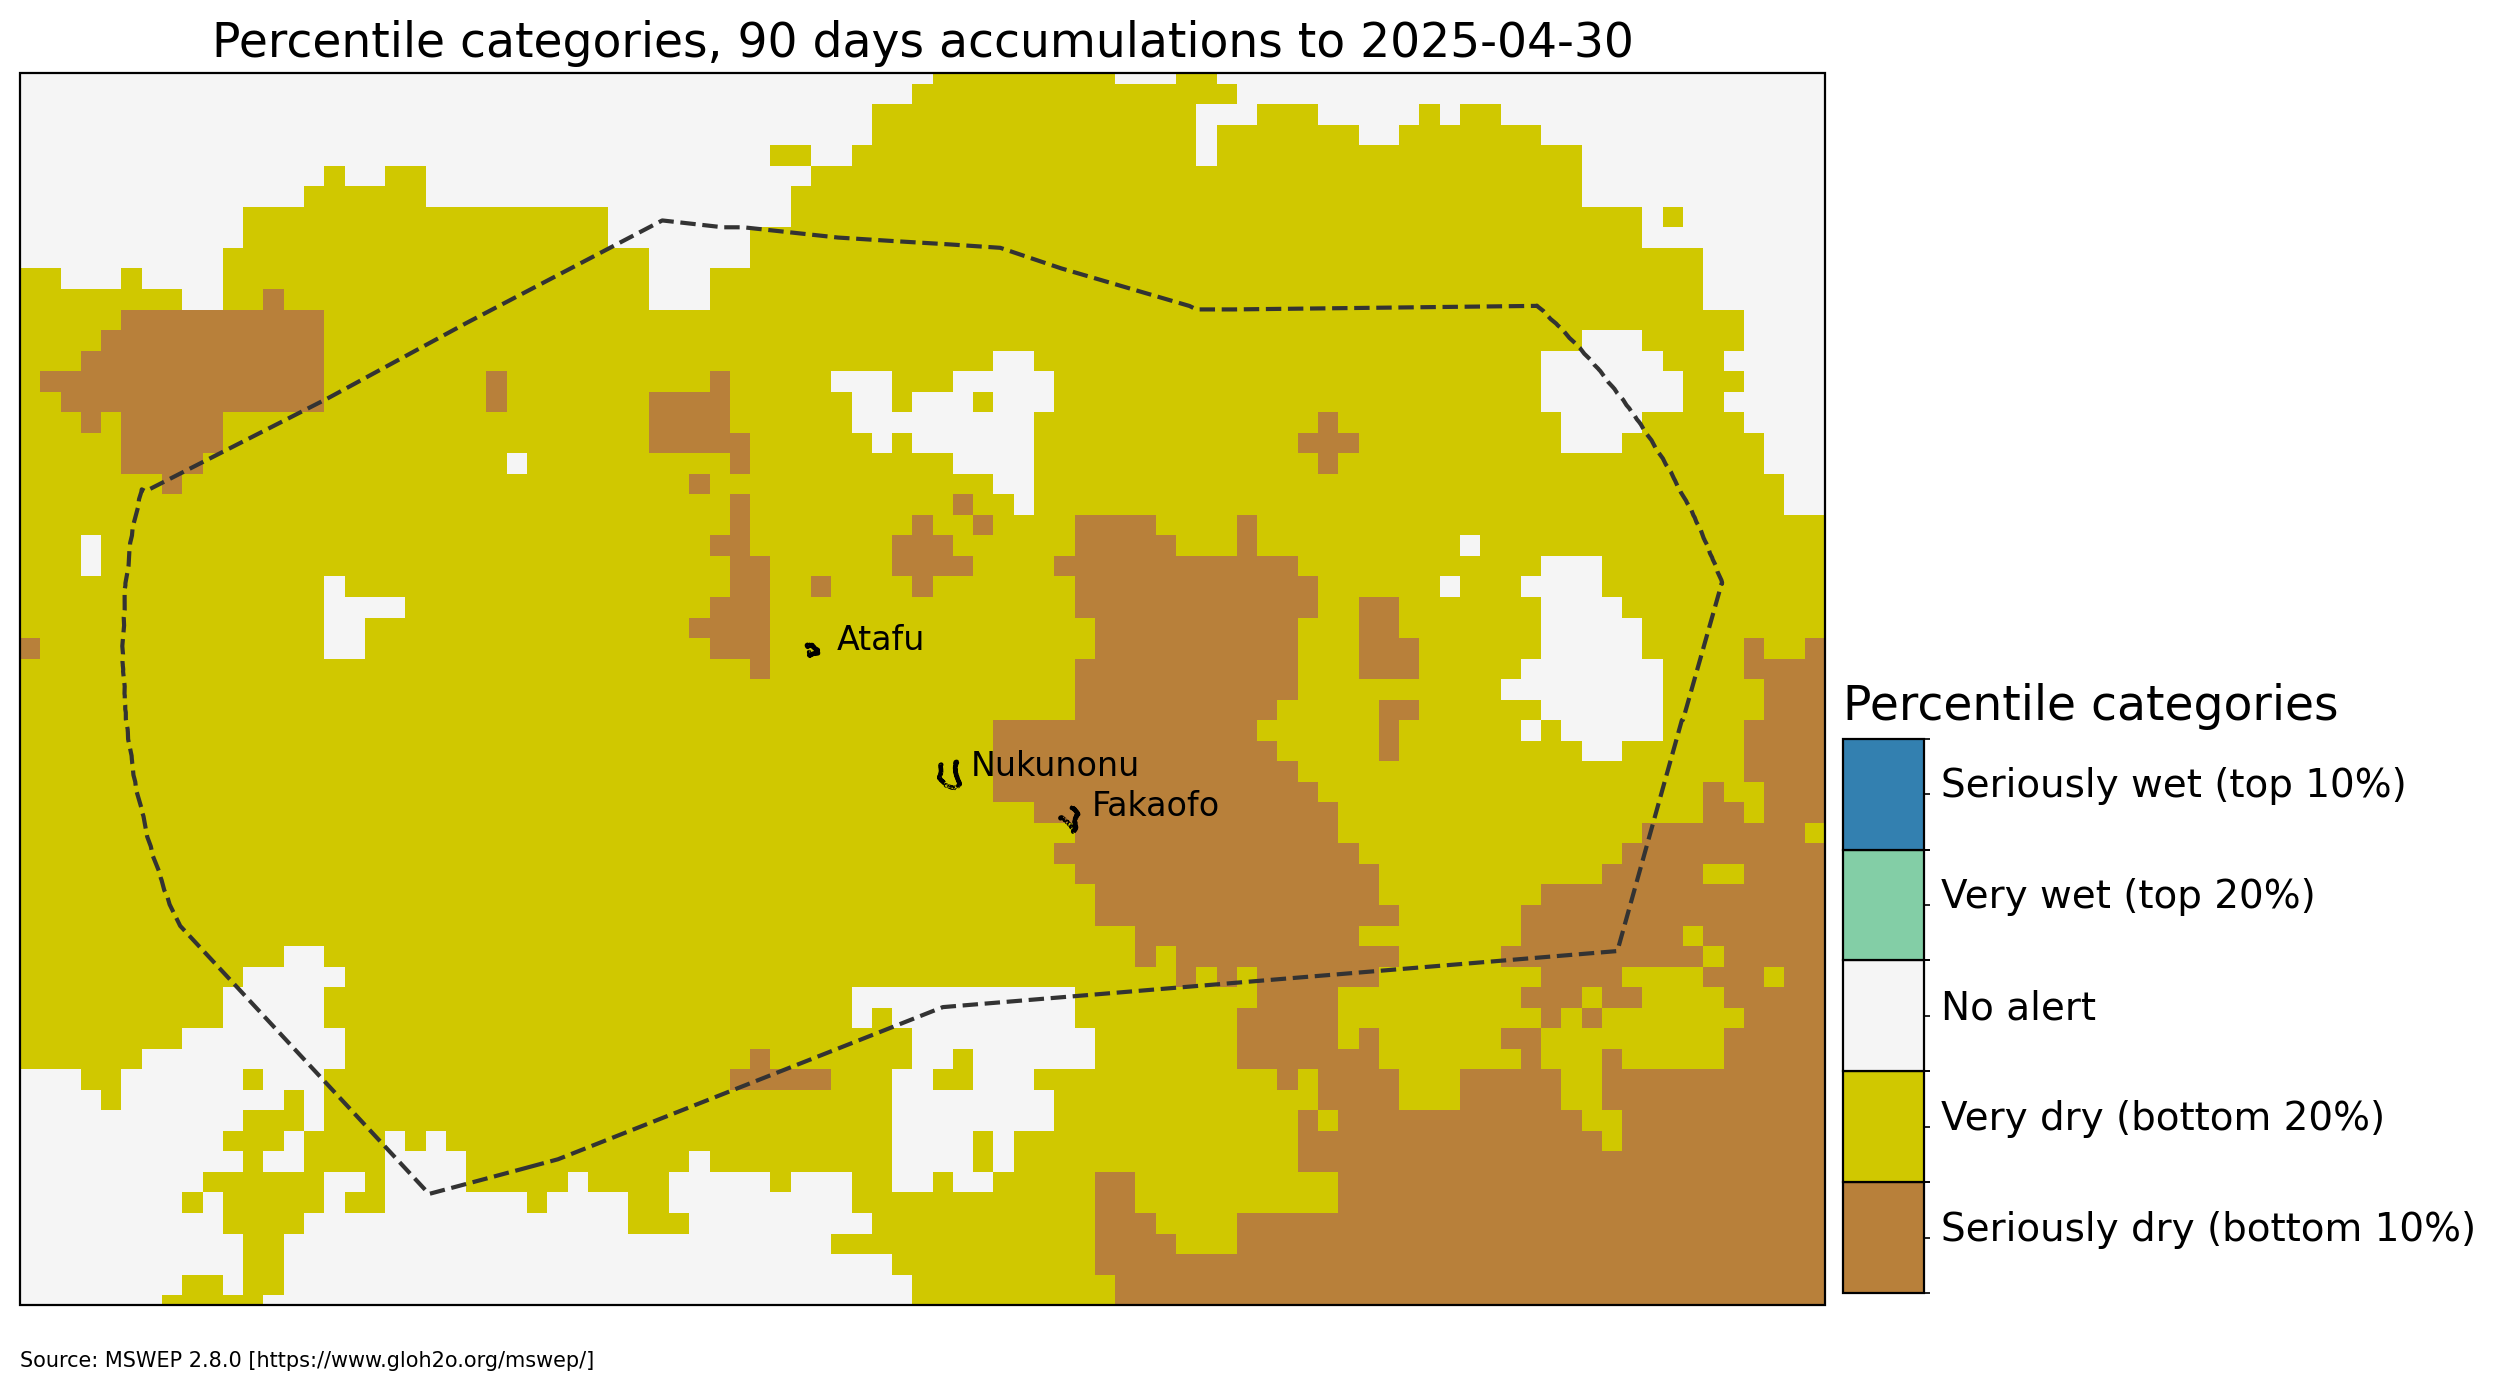 Percentile categories, 90 days accumulations to 2025-04-30
Atafu
Nukunonu
Fakaofo
Percentile categories
Seriously wet (top 10%)
Very wet (top 20%)
No alert
Very dry (bottom 20%)
Seriously dry (bottom 10%)
Source: MSWEP 2.8.0 [https://www.gloh2o.org/mswep/]